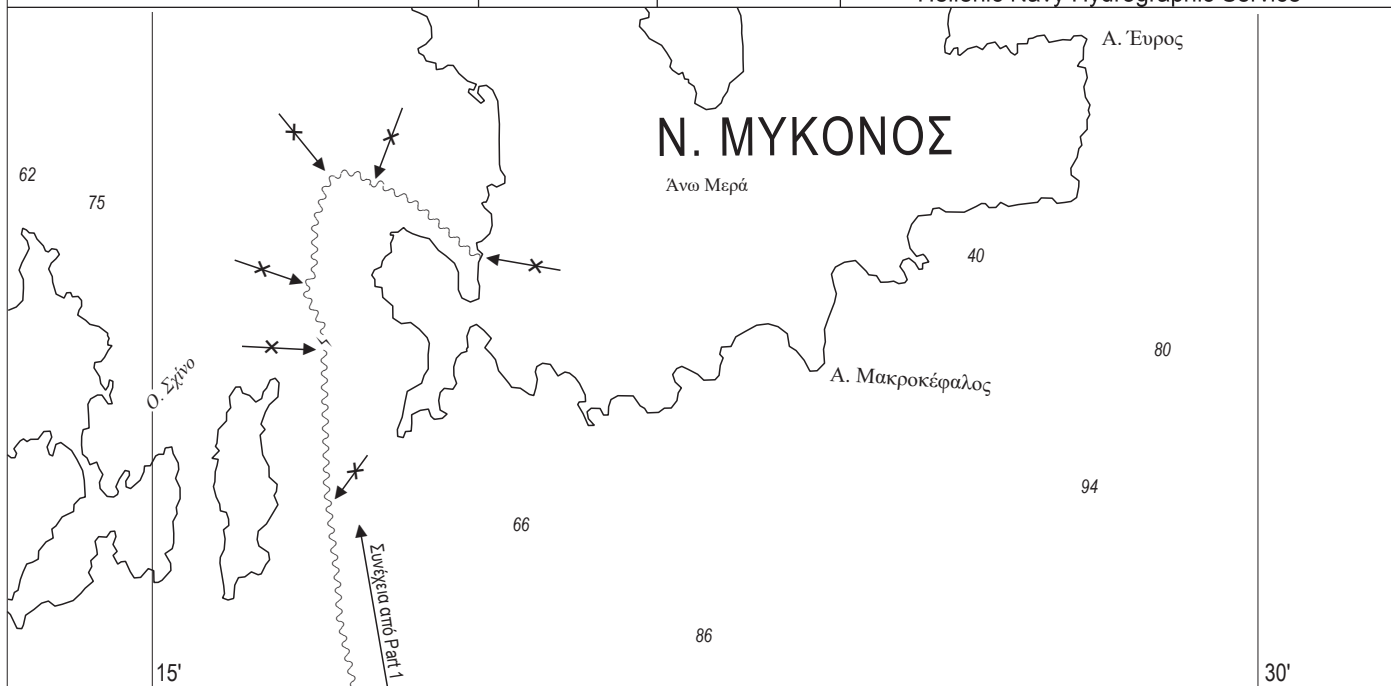 Hellenic Navy Hydrographic Service
Α. Έυρος
Ν. ΜΥΚΟΝΟΣ
Άνω Μερά
62
75
40
80
Ο. Σχίνο
Α. Μακροκέφαλος
94
66
Συνέχεια από Part 1
86
15'
30'